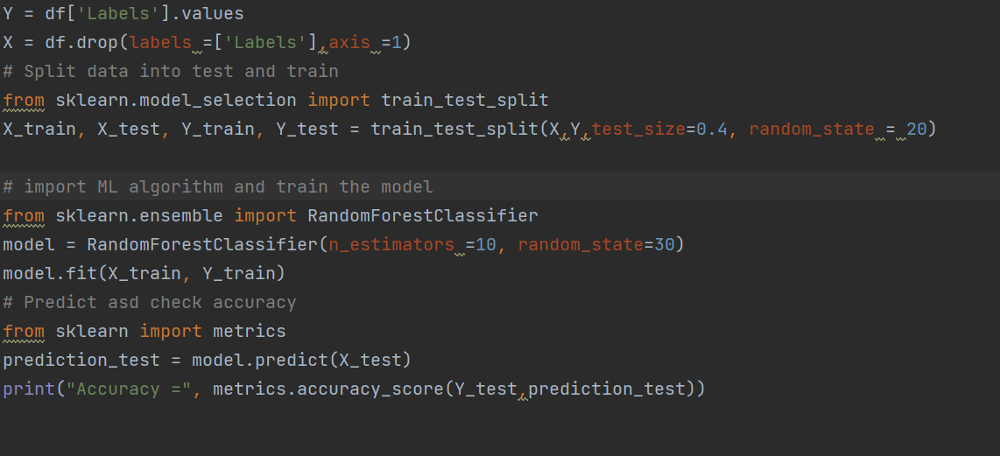 Y = df['Labels'].values
X = df.drop(labels =['Labels'],axis =1)
# Split data into test and train
from sklearn.model_selection import train_test_split
X_train, X_test, Y_train, Y_test = train_test_split(X,Y,test_size=0.4, random_state = 20)
# import ML algorithm and train the model
from sklearn.ensemble import RandomForestClassifier
model = RandomForestClassifier(n_estimators =10, random_state=30)
model.fit(X_train, Y_train)
# Predict asd check accuracy
from sklearn import metrics
prediction_test = model.predict(X_test)
print("Accuracy =", metrics.accuracy_score(Y_test,prediction_test))